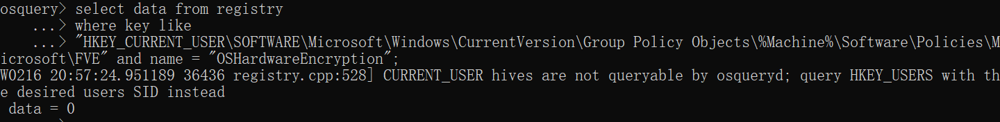 osquery> select data from registry
    ...> where key like
    ...> "HKEY_CURRENT_USER\SOFTWARE\Microsoft\Windows\CurrentVersion\Group Policy Objects\%Machine%\Software\Policies\M
icrosoft\FVE" and name = "OSHardwareEncryption";
W0216 20:57:24.951189 36436 registry.cpp:528] CURRENT_USER hives are not queryable by osqueryd; query HKEY_USERS with th
e desired users SID instead
 data = 0